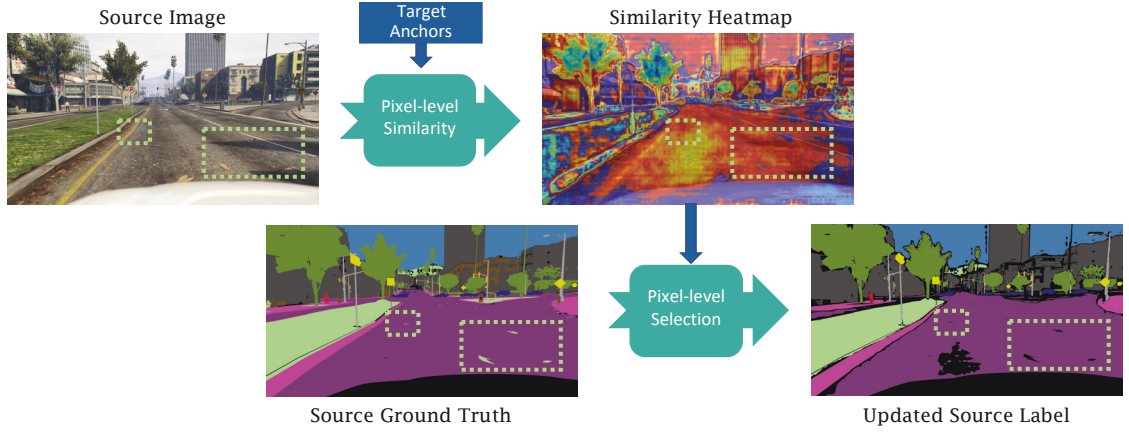 Source Image
Target
Anchors
Similarity Heatmap
Pixel-level
Similarity
Pixel-level
Selection
Source Ground Truth
Updated Source Label